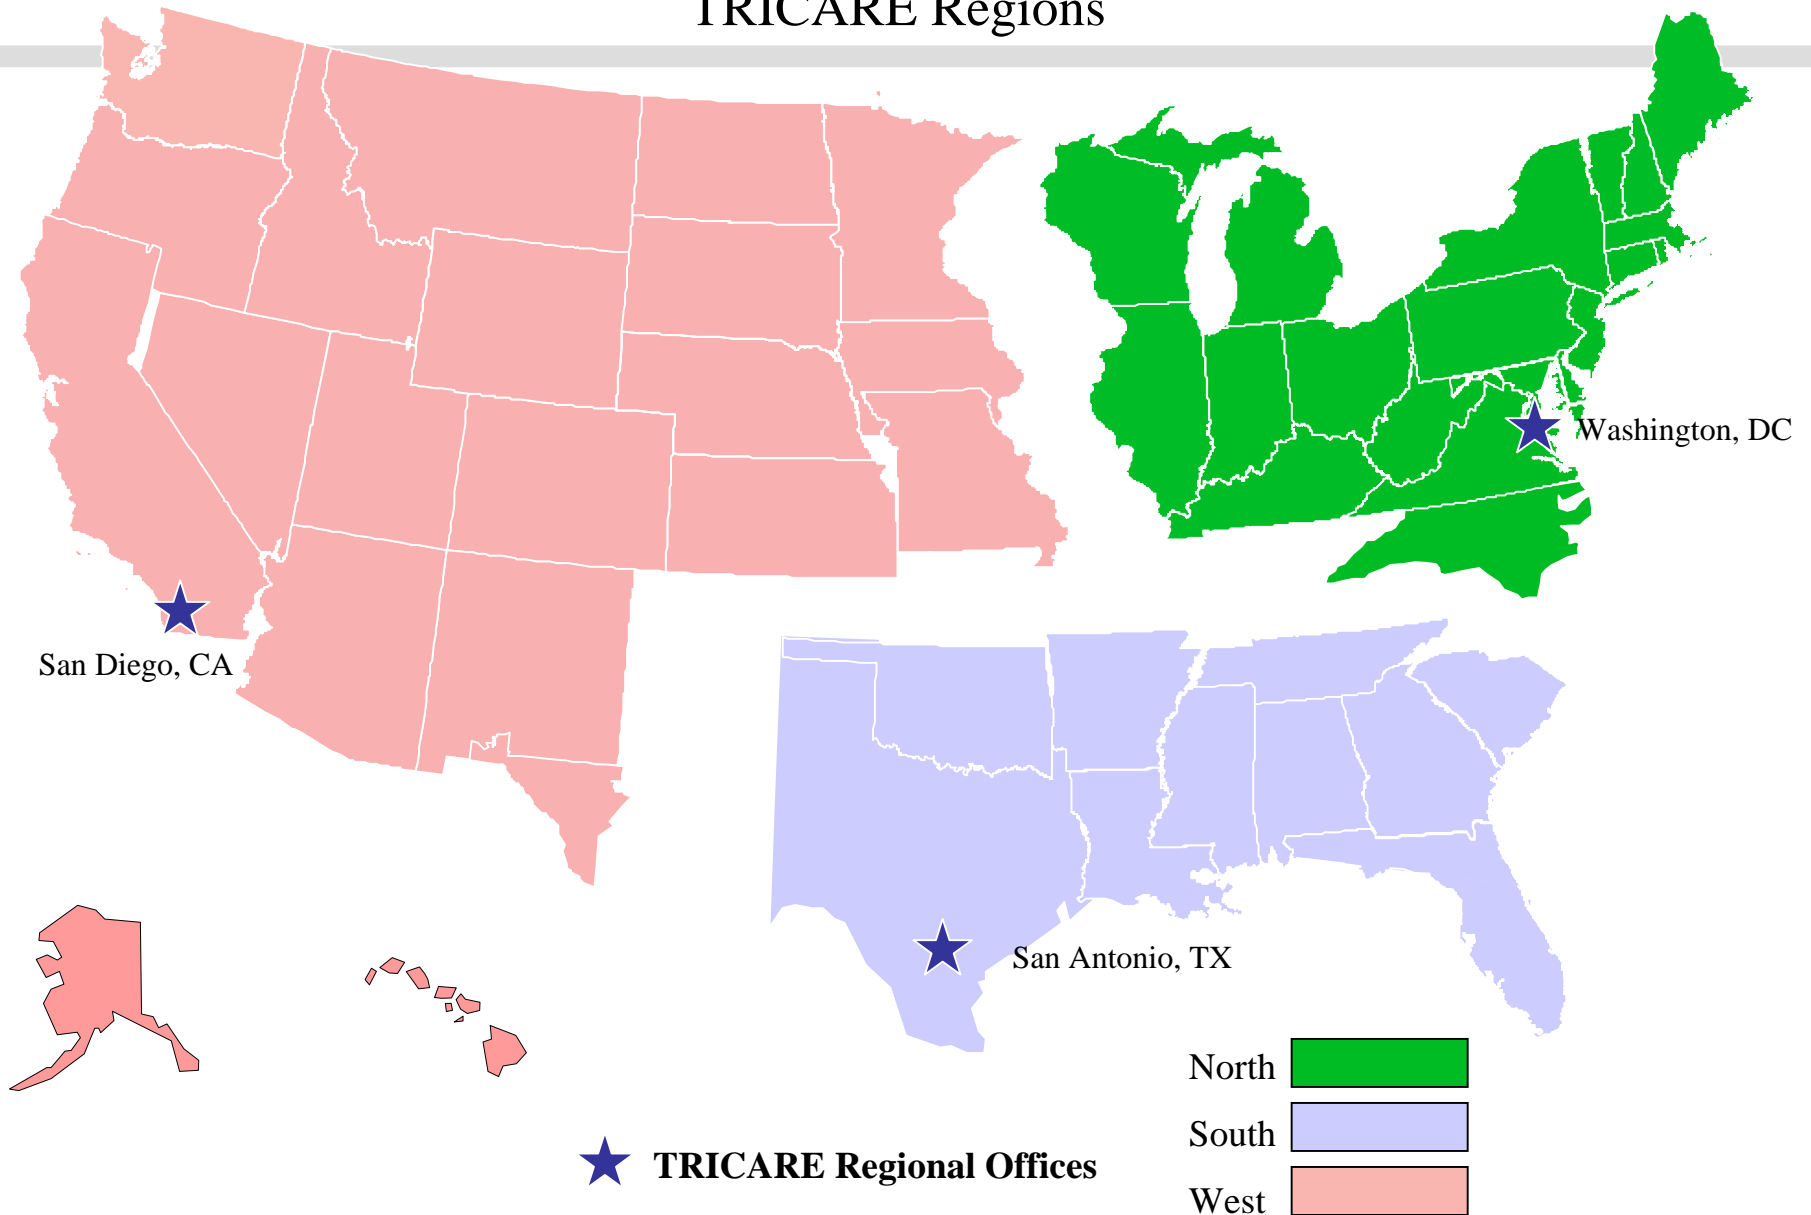 TRICARE Regions
Washington, DC
San Diego, CA
San Antonio, TX
North
South
TRICARE Regional Offices
West